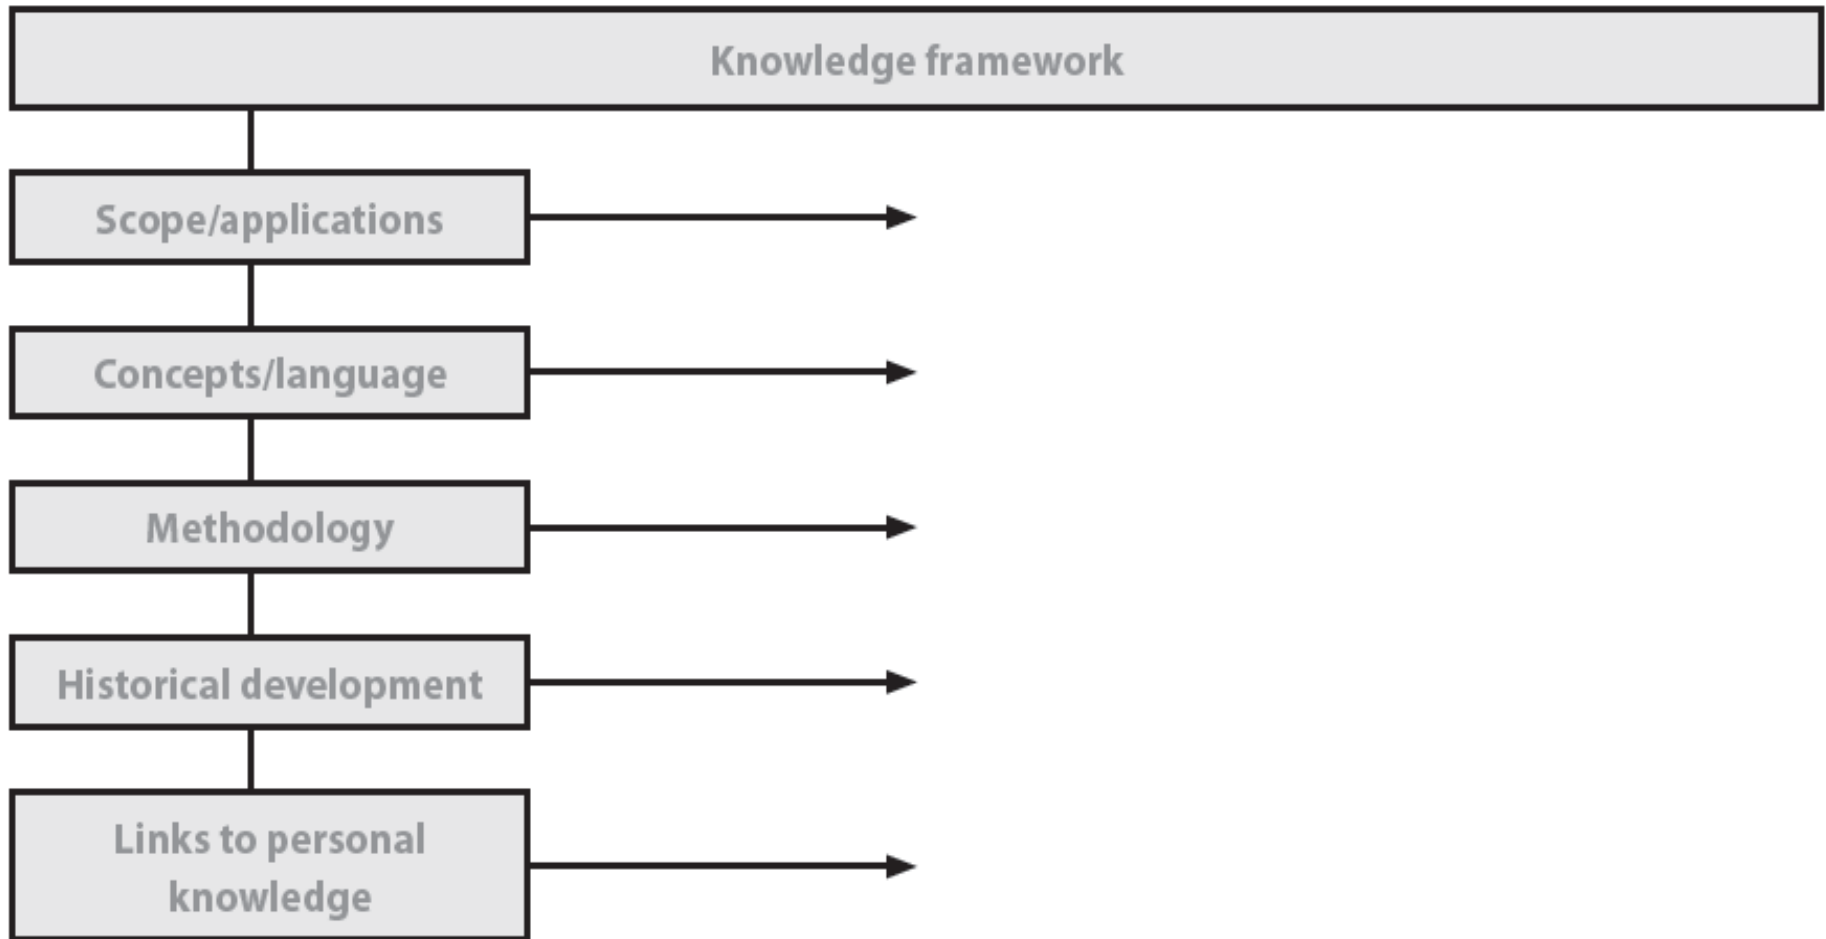 Knowledge framework
Scope/applications
Concepts/language
Methodology
Historical development
Links to personal
knowledge